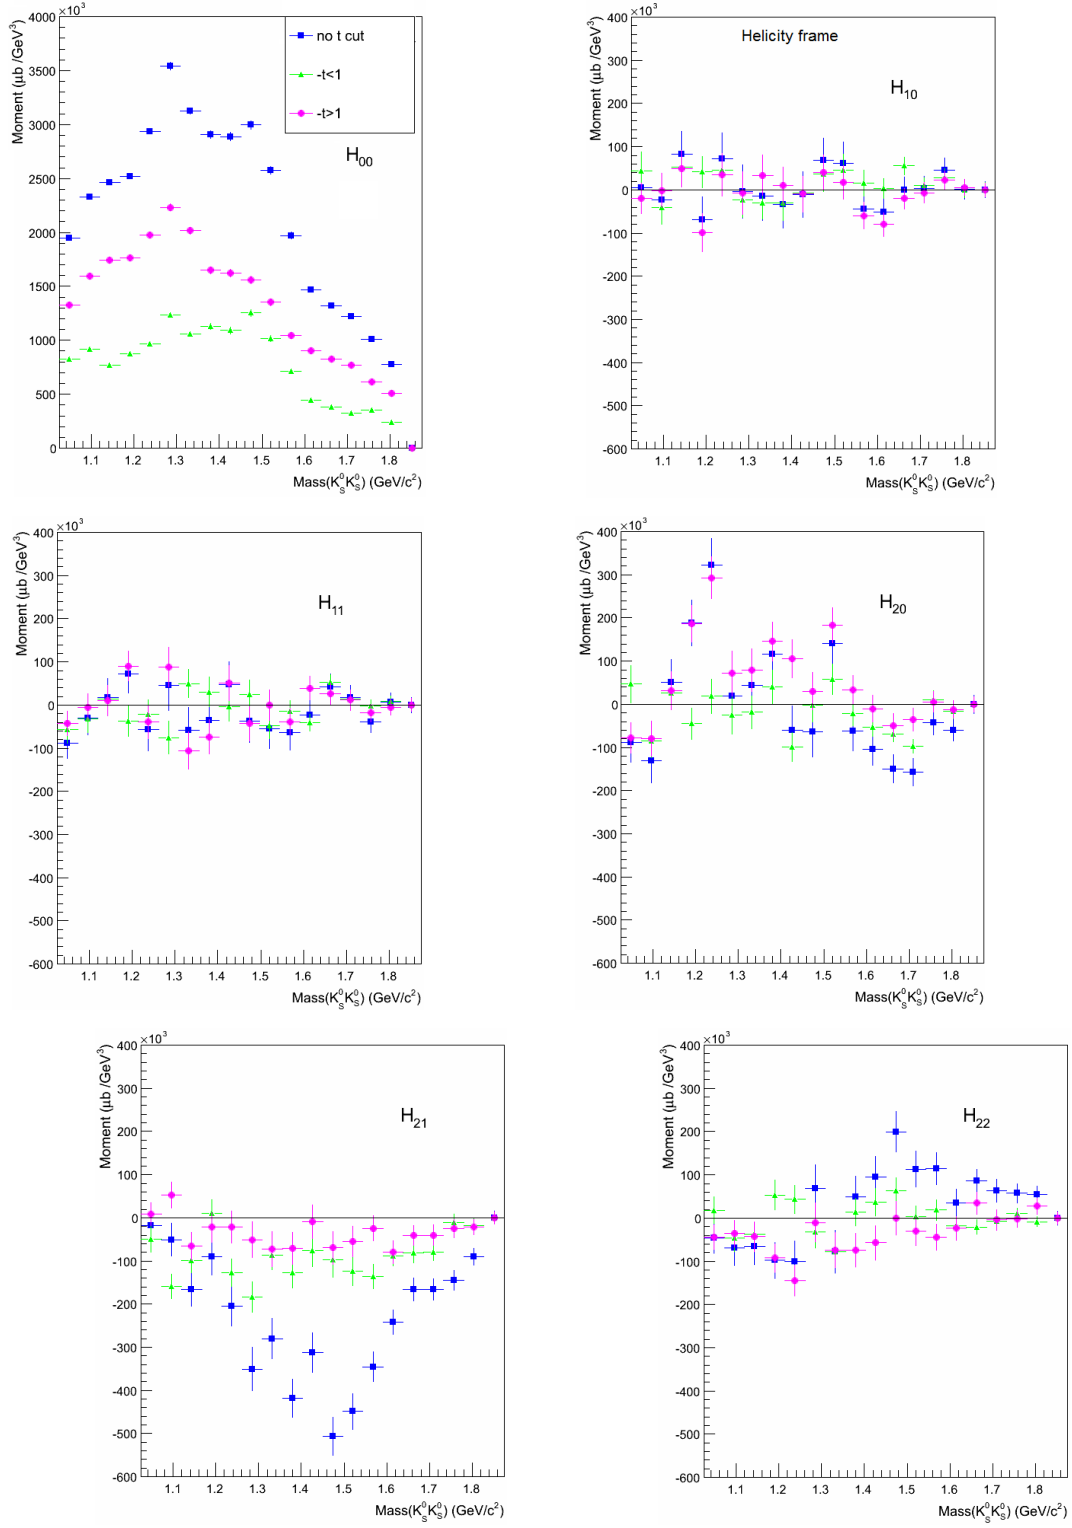 ×10³
Moment (μb /GeV³)
4000
3500
3000
2500
2000
1500
1000
500
0
no t cut
-t<1
-t>1
H₀₀
1.1 1.2 1.3 1.4 1.5 1.6 1.7 1.8
Mass(K⁰SK⁰S) (GeV/c²)
×10³
Moment (μb /GeV³)
400
300
200
100
0
-100
-200
-300
-400
-500
-600
Helicity frame
H₁₀
1.1 1.2 1.3 1.4 1.5 1.6 1.7 1.8
Mass(K⁰SK⁰S) (GeV/c²)
×10³
Moment (μb /GeV³)
400
300
200
100
0
-100
-200
-300
-400
-500
-600
H₁₁
1.1 1.2 1.3 1.4 1.5 1.6 1.7 1.8
Mass(K⁰SK⁰S) (GeV/c²)
×10³
Moment (μb /GeV³)
400
300
200
100
0
-100
-200
-300
-400
-500
-600
H₂₀
1.1 1.2 1.3 1.4 1.5 1.6 1.7 1.8
Mass(K⁰SK⁰S) (GeV/c²)
×10³
Moment (μb /GeV³)
400
300
200
100
0
-100
-200
-300
-400
-500
-600
H₂₁
1.1 1.2 1.3 1.4 1.5 1.6 1.7 1.8
Mass(K⁰SK⁰S) (GeV/c²)
×10³
Moment (μb /GeV³)
400
300
200
100
0
-100
-200
-300
-400
-500
-600
H₂₂
1.1 1.2 1.3 1.4 1.5 1.6 1.7 1.8
Mass(K⁰SK⁰S) (GeV/c²)